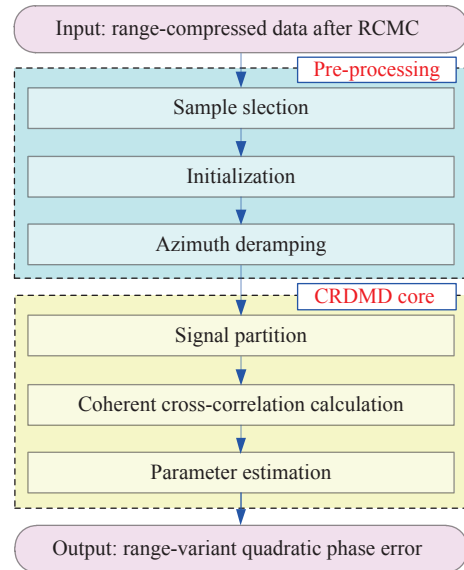 Input: range-compressed data after RCMC
Pre-processing
Sample slection
Initialization
Azimuth deramping
CRDMD core
Signal partition
Coherent cross-correlation calculation
Parameter estimation
Output: range-variant quadratic phase error